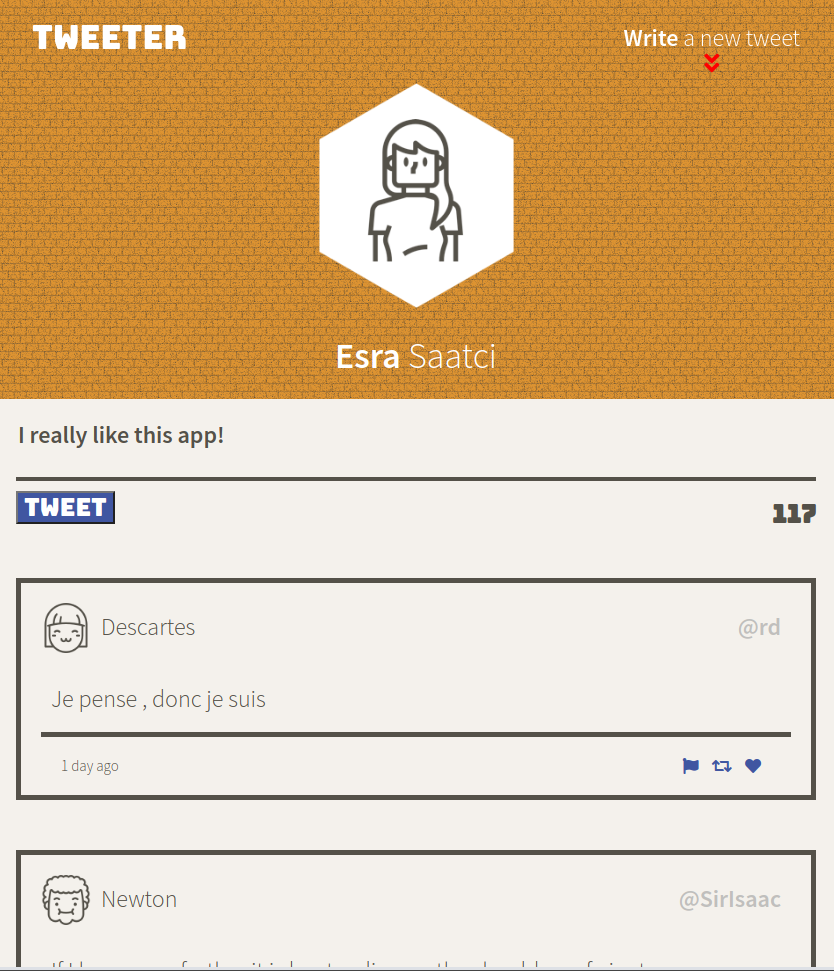 TWEETER
Write a new tweet
Esra Saatci
I really like this app!
TWEET
117
Descartes
@rd
Je pense , donc je suis
1 day ago
Newton
@SirIsaac